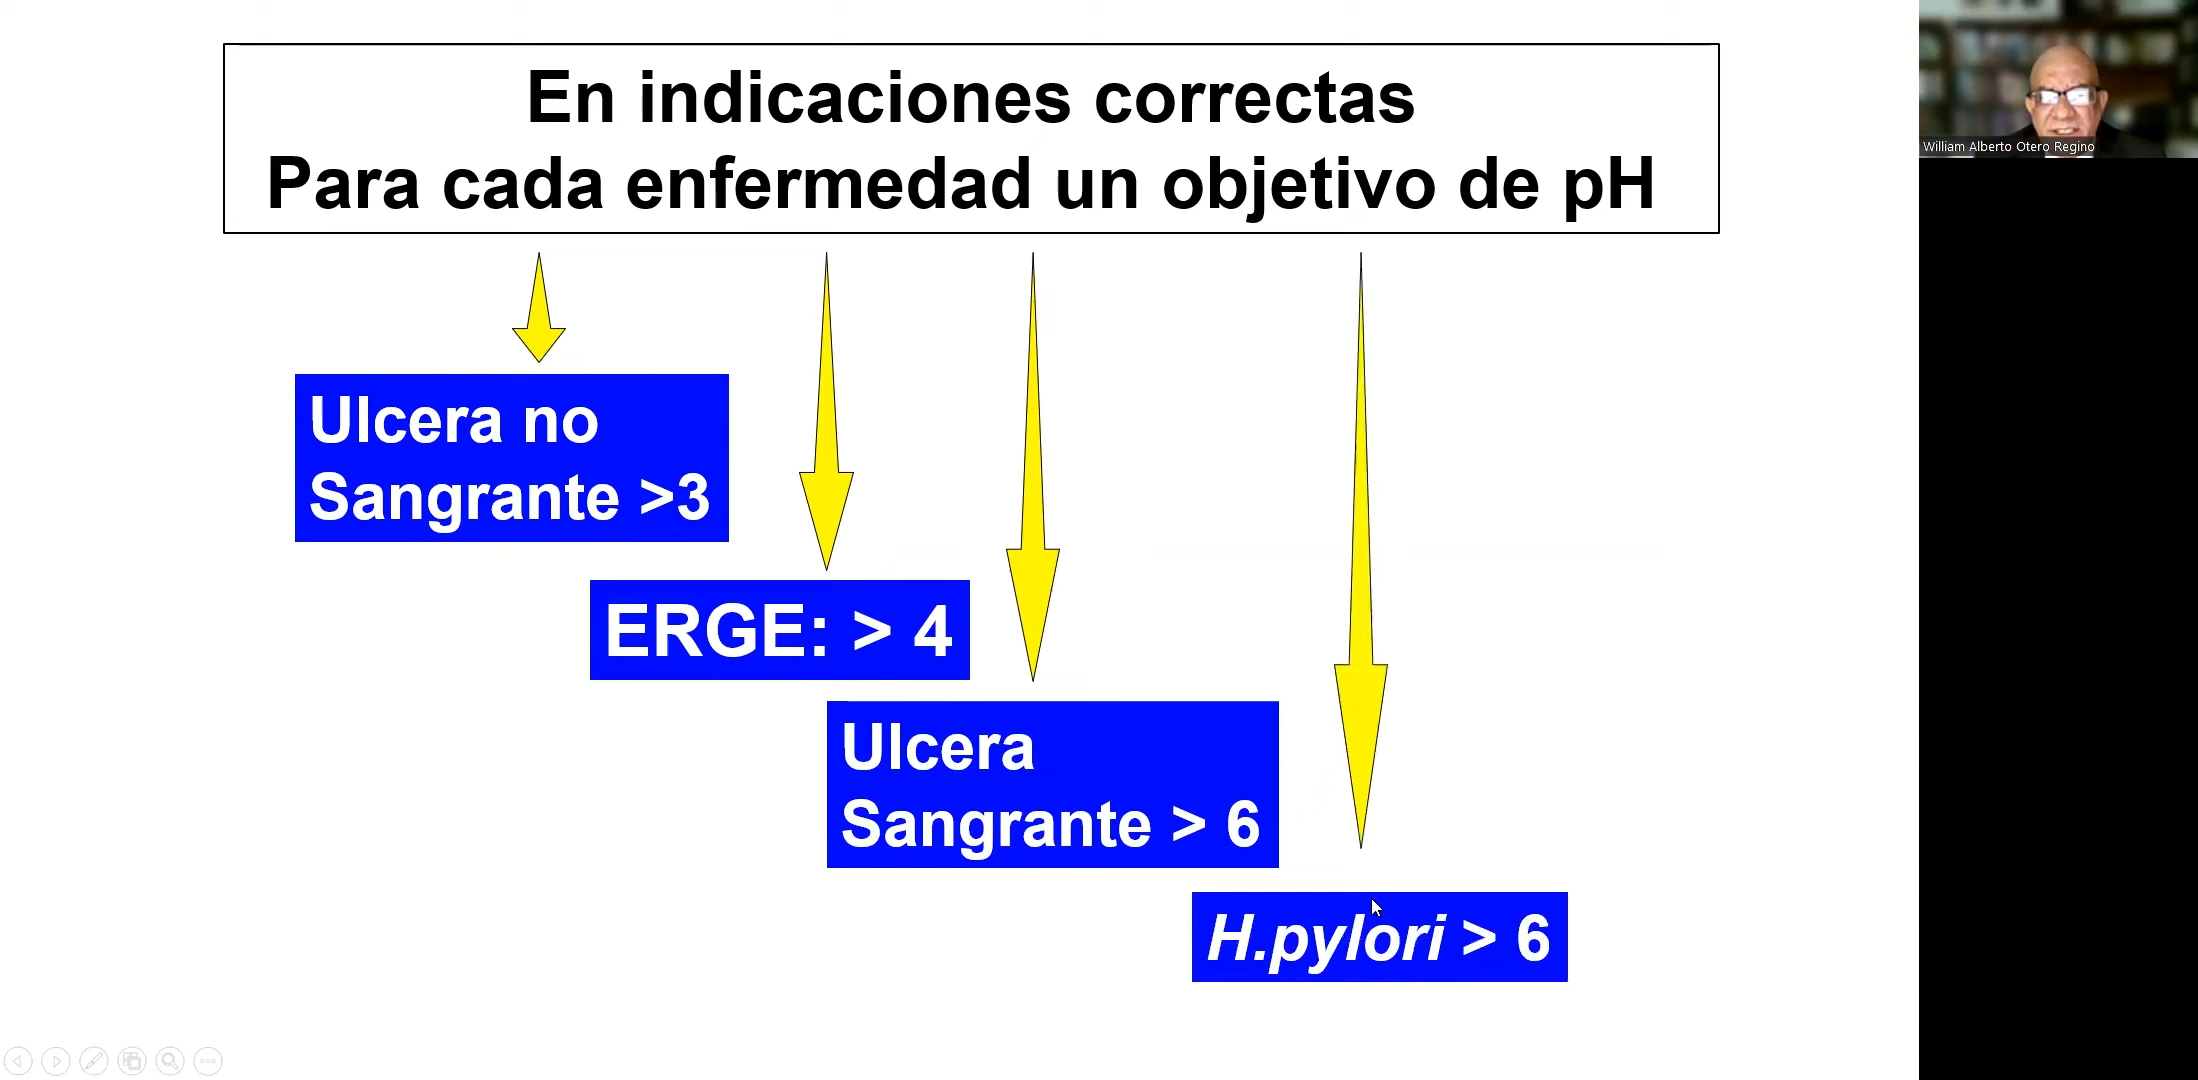 En indicaciones correctas
Para cada enfermedad un objetivo de pH
William Alberto Otero Regino
Ulcera no
Sangrante >3
ERGE: > 4
Ulcera
Sangrante > 6
H.pylori > 6